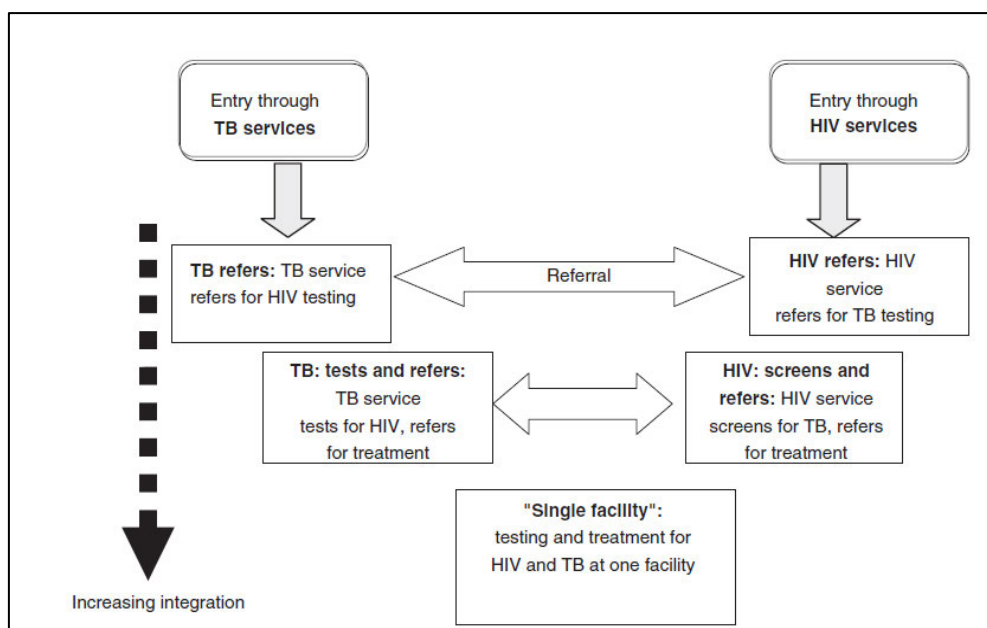 Entry through
TB services
Entry through
HIV services
TB refers: TB service
refers for HIV testing
Referral
HIV refers: HIV
service
refers for TB testing
TB: tests and refers:
TB service
tests for HIV, refers
for treatment
HIV: screens and
refers: HIV service
screens for TB, refers
for treatment
"Single facility":
testing and treatment for
HIV and TB at one facility
Increasing integration